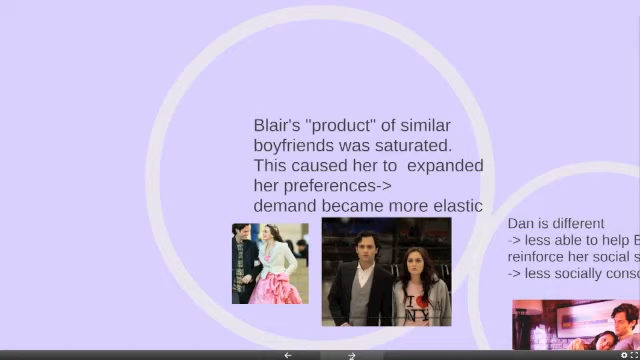 Blair's "product" of similar
boyfriends was saturated.
This caused her to  expanded
her preferences->
demand became more elastic
Dan is different
-> less able to help
reinforce her social
-> less socially
I
NY